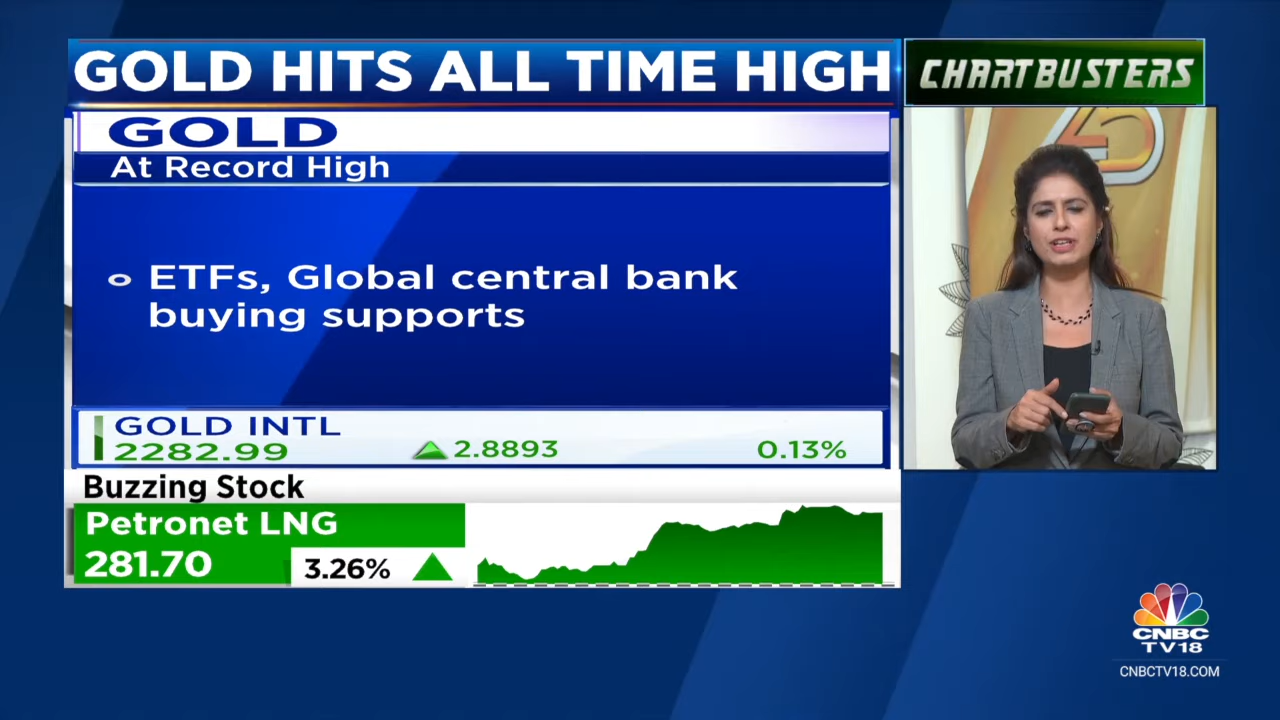 GOLD HITS ALL TIME HIGH
CHARTBUSTERS
GOLD
At Record High
ETFs, Global central bank
buying supports
GOLD INTL
2282.99 2.8893 0.13%
Buzzing Stock
Petronet LNG
281.70 3.26%
CNBC
TV18
CNBCTV18.COM